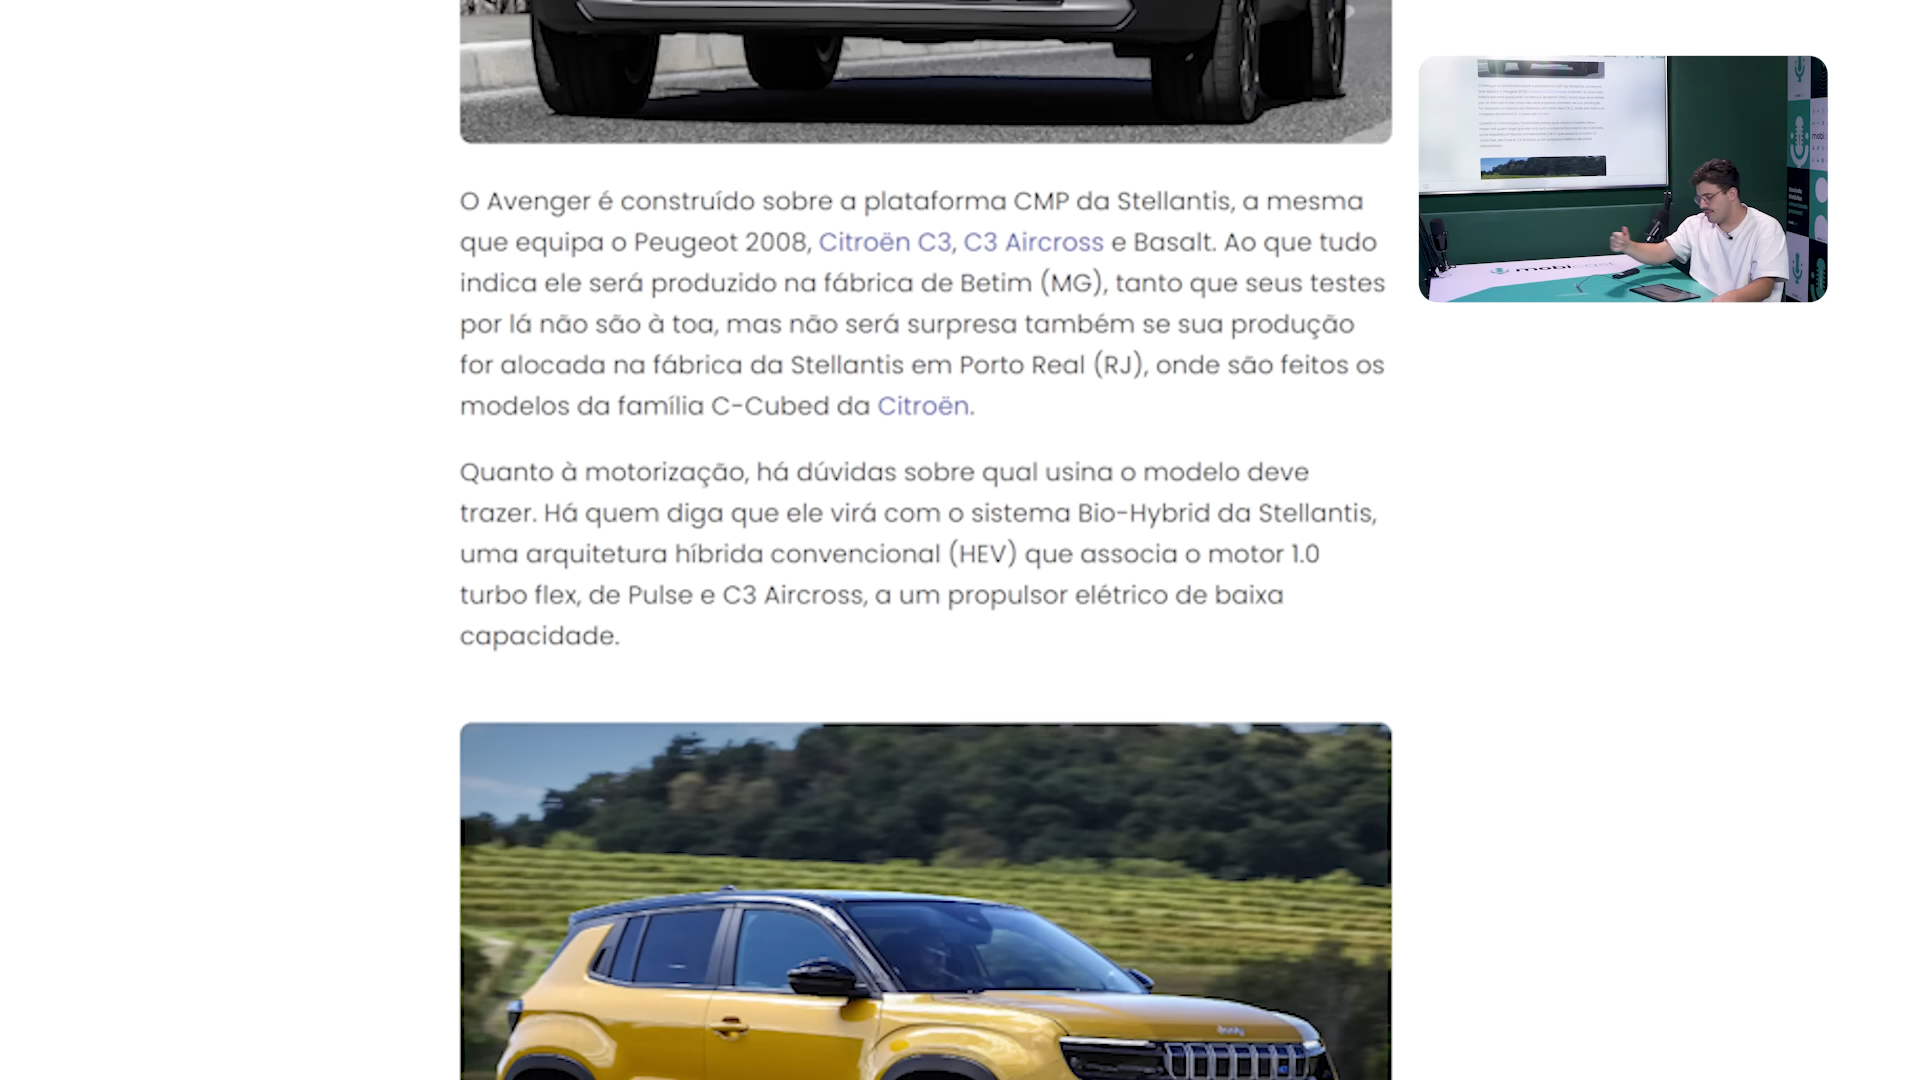 O Avenger é construído sobre a plataforma CMP da Stellantis, a mesma
que equipa o Peugeot 2008, Citroën C3, C3 Aircross e Basalt. Ao que tudo
indica ele será produzido na fábrica de Betim (MG), tanto que seus testes
por lá não são à toa, mas não será surpresa também se sua produção
for alocada na fábrica da Stellantis em Porto Real (RJ), onde são feitos os
modelos da família C-Cubed da Citroën.
Quanto à motorização, há dúvidas sobre qual usina o modelo deve
trazer. Há quem diga que ele virá com o sistema Bio-Hybrid da Stellantis,
uma arquitetura híbrida convencional (HEV) que associa o motor 1.0
turbo flex, de Pulse e C3 Aircross, a um propulsor elétrico de baixa
capacidade.
mobicast
Jeep